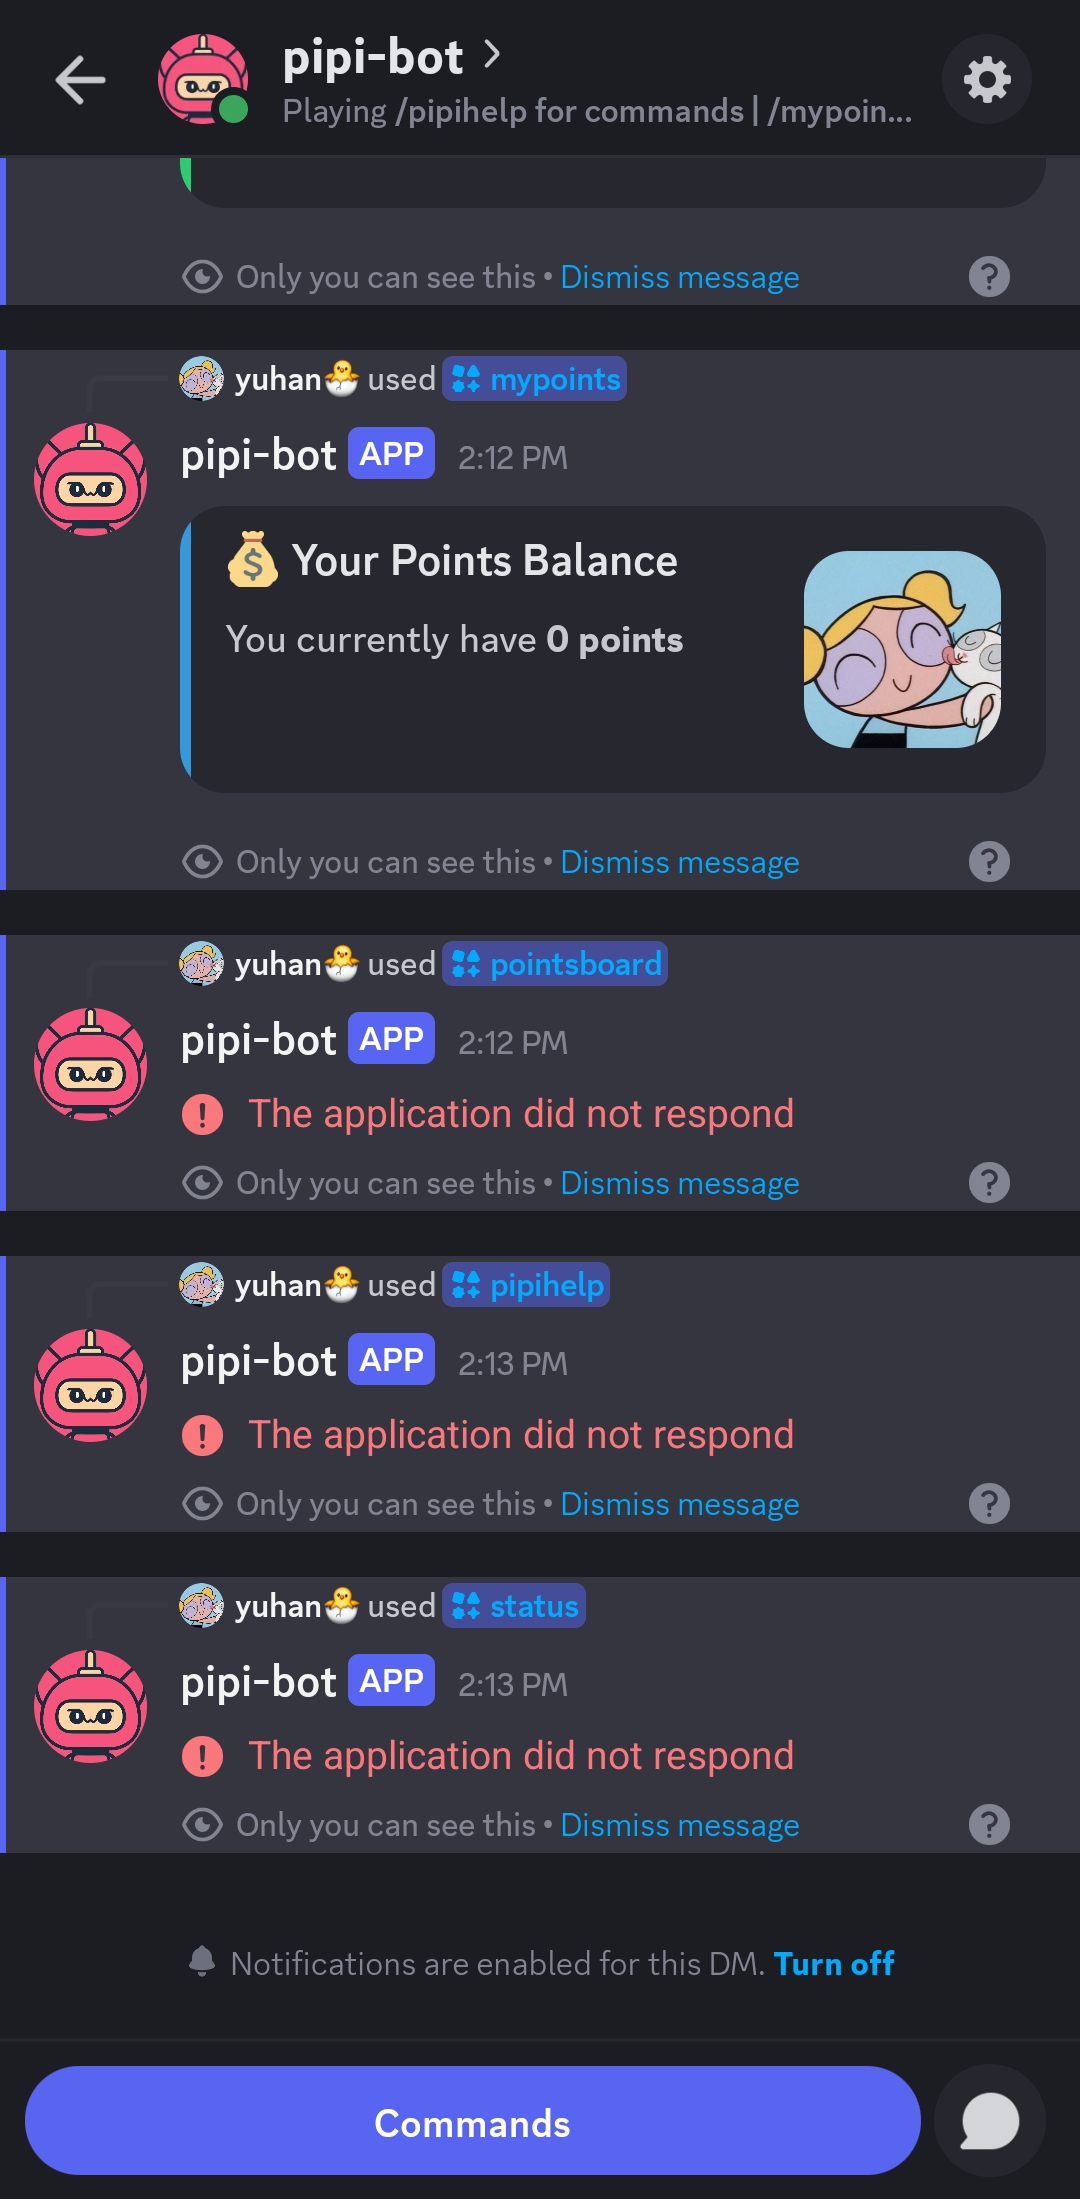 pipi-bot
Playing /pipihelp for commands | /mypoin...
Only you can see this • Dismiss message
yuhan🐣 used mypoints
pipi-bot APP 2:12 PM
💰 Your Points Balance
You currently have 0 points
Only you can see this • Dismiss message
yuhan🐣 used pointsboard
pipi-bot APP 2:12 PM
The application did not respond
Only you can see this • Dismiss message
yuhan🐣 used pipihelp
pipi-bot APP 2:13 PM
The application did not respond
Only you can see this • Dismiss message
yuhan🐣 used status
pipi-bot APP 2:13 PM
The application did not respond
Only you can see this • Dismiss message
Notifications are enabled for this DM. Turn off
Commands